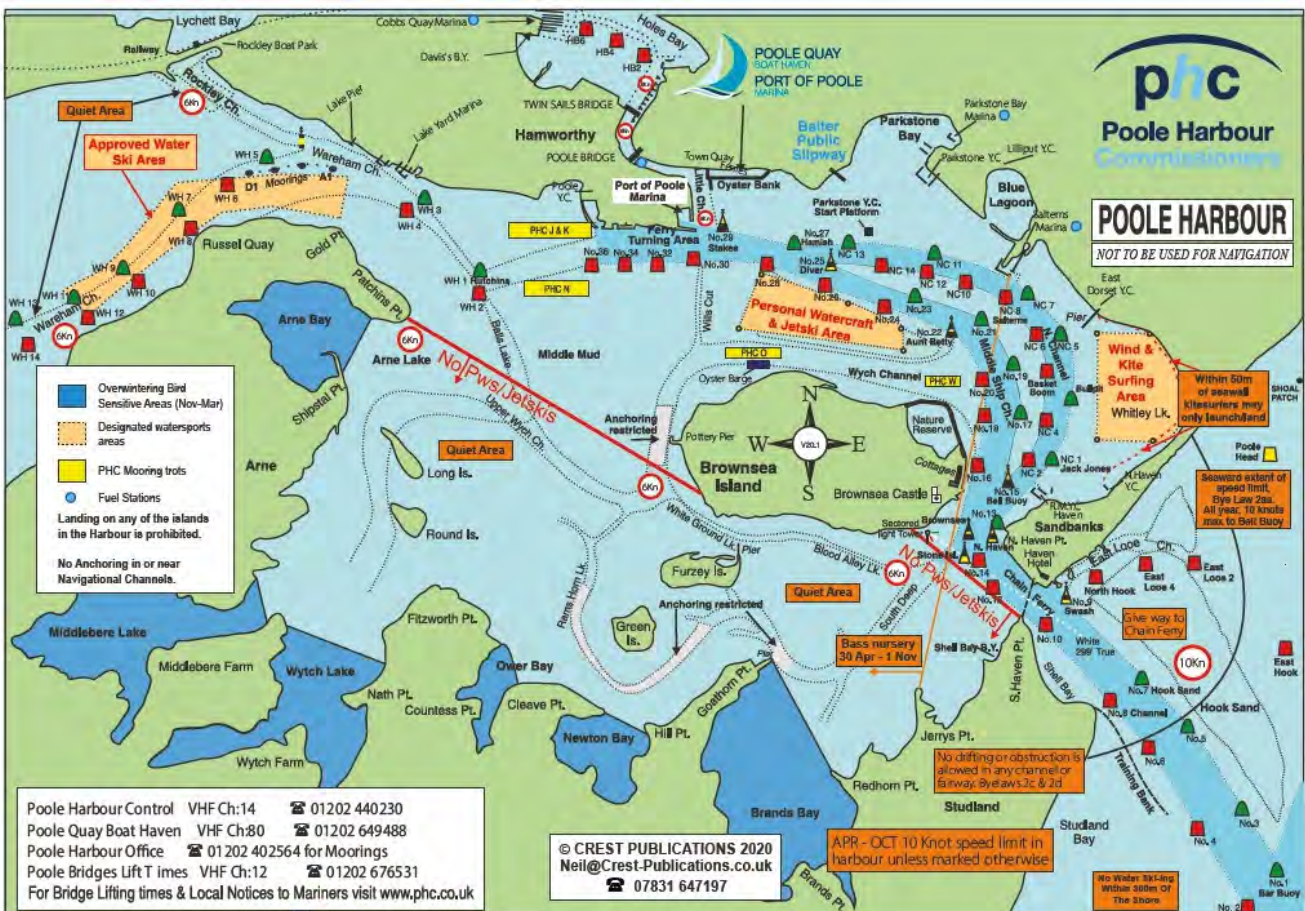 Lychett Bay
Railway
Rockley Boat Park
Cobbs Quay Marina
Davis's B.Y.
Holes Bay
HB6
HB4
HB2
POOLE QUAY
BOAT HAVEN
PORT OF POOLE
MARINA
phc
Poole Harbour
Commissioners
POOLE HARBOUR
NOT TO BE USED FOR NAVIGATION
Quiet Area
6Kn
Rockley Ch.
Lake Pier
Lake Yard Marina
Approved Water
Ski Area
Wareham Ch.
WH 5
D1 Moorings A1
WH 7
WH 6
WH 8
WH 3
WH 4
Russel Quay
Gold Pt.
Patchins Pt.
WH 9
WH 10
WH 11
WH 12
WH 13
WH 14
Wareham Ch.
6Kn
TWIN SAILS BRIDGE
Hamworthy
POOLE BRIDGE
Town Quay
Port of Poole
Marina
Little Ch.
Oyster Bank
Poole
Y.C.
Ferry
Turning Area
PHC J & K
PHC N
No.36
No.34
No.32
No.30
No.29
Stakes
WH 1 Hutchins
WH 2
Baiter
Public
Slipway
Parkstone
Bay
Parkstone Bay
Marina
Parkstone Y.C.
Lilliput Y.C.
Blue
Lagoon
Salterns
Marina
Parkstone Y.C.
Start Platform
No.27
Hamish
NC 13
No.25
Diver
NC 14
NC 12
NC 11
NC10
NC 8
Salterns
NC 7
No.28
No.26
No.24
No.23
No.22
Aunt Betty
No.21
Personal Watercraft
& Jetski Area
East
Dorset Y.C.
Pier
NC 6
NC 5
N. Channel
Middle Ship Ch.
No.19
Basket
Boom
No.20
No.18
No.17
NC 4
NC 1
Jack Jones
NC 2
No.16
No.15
Bell Buoy
Wind &
Kite
Surfing
Area
Whitley Lk.
Within 50m
of seawall
kitesurfers may
only launch/land
SHOAL
PATCH
Poole
Head
Seaward extent of
speed limit,
Bye Law 2aa.
All year, 10 knots
max to Bell Buoy
N.Haven
Y.C.
R.M.Y.C.
Haven
Sandbanks
N. Haven Pt.
Haven
Hotel
Arne Bay
6Kn
Arne Lake
No Pws/Jetskis
Balls Lake
Middle Mud
Wills Cut
PHC O
Oyster Barge
Wych Channel
PHC W
Nature
Reserve
Cottages
Brownsea Castle
Brownsea
Island
N
W
E
S
V20.1
Anchoring
restricted
Pottery Pier
Upper Wych Ch.
Quiet Area
6Kn
Overwintering Bird
Sensitive Areas (Nov-Mar)
Designated watersports
areas
PHC Mooring trots
Fuel Stations
Landing on any of the islands
in the Harbour is prohibited.
No Anchoring in or near
Navigational Channels.
Shipstal Pt.
Arne
Long Is.
Round Is.
White Ground Lk.
Pier
Furzey Is.
Blood Alley Lk.
6Kn
Sectored
light Tower
Brownsea
No.13
N. Haven
Stone Isl.
No.14
No Pws/Jetskis
Chain Ferry
East Looe Ch.
North Hook
East
Looe 4
East
Looe 2
No.9
Swash
Give way to
Chain Ferry
10Kn
No.10
White
299' True
East
Hook
Rams Horn Lk.
Green
Is.
Anchoring restricted
Pier
Quiet Area
South Deep
Bass nursery
30 Apr - 1 Nov
Shell Bay B.Y.
S.Haven Pt.
Shell Bay
No.7 Hook Sand
Hook Sand
No.8 Channel
No.5
No.6
Training Bank
No.3
No.4
No.1
Bar Buoy
No. 2
Middlebere Lake
Middlebere Farm
Wytch Lake
Wytch Farm
Fitzworth Pt.
Nath Pt.
Countess Pt.
Ower Bay
Cleave Pt.
Newton Bay
Hill Pt.
Goathorn Pt.
Brands Bay
Brands Pt.
Jerrys Pt.
Redhorn Pt.
Studland
Studland
Bay
No drifting or obstruction is
allowed in any channel or
fairway. Byelaws 2c & 2d
APR - OCT 10 Knot speed limit in
harbour unless marked otherwise
No Water Ski-ing
Within 300m Of
The Shore
Poole Harbour Control VHF Ch:14 ☎ 01202 440230
Poole Quay Boat Haven VHF Ch:80 ☎ 01202 649488
Poole Harbour Office ☎ 01202 402564 for Moorings
Poole Bridges Lift T imes VHF Ch:12 ☎ 01202 676531
For Bridge Lifting times & Local Notices to Mariners visit www.phc.co.uk
© CREST PUBLICATIONS 2020
Neil@Crest-Publications.co.uk
☎ 07831 647197